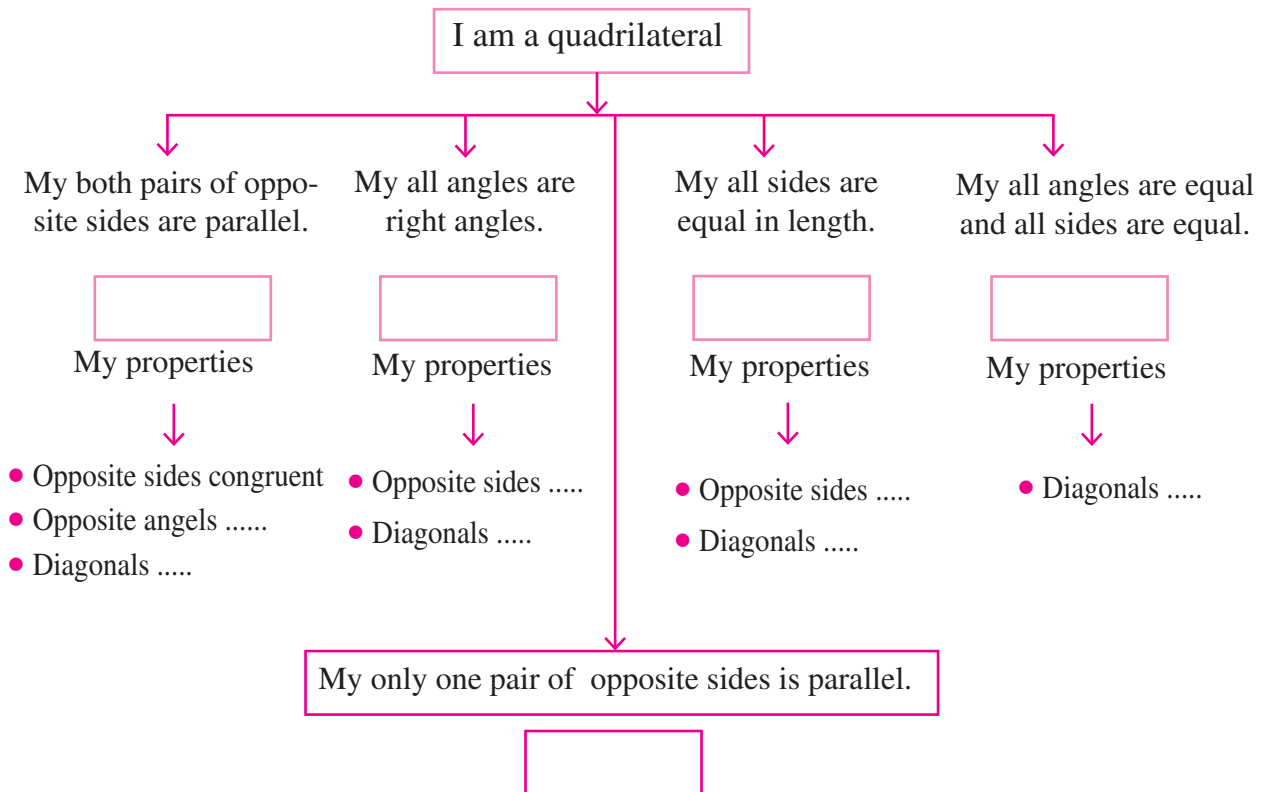 I am a quadrilateral
My both pairs of oppo-
site sides are parallel.
My all angles are
right angles.
My all sides are
equal in length.
My all angles are equal
and all sides are equal.
My properties
My properties
My properties
My properties
• Opposite sides congruent
• Opposite angels ......
• Diagonals .....
• Opposite sides .....
• Diagonals .....
• Opposite sides .....
• Diagonals .....
• Diagonals .....
My only one pair of opposite sides is parallel.